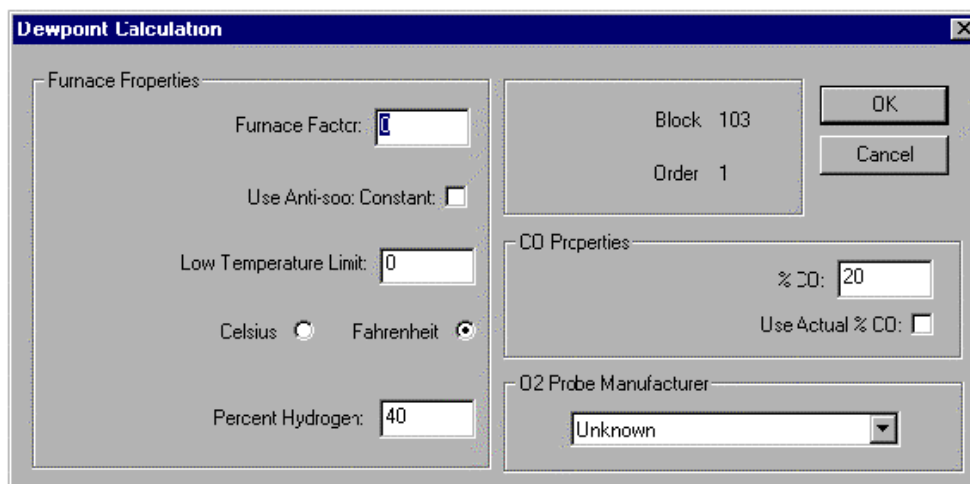 Dewpoint Calculation
Furnace Properties
Furnace Factor: 0
Use Anti-soot Constant:
Low Temperature Limit: 0
Celsius Fahrenheit
Percent Hydrogen: 40
Block 103
Order 1
OK
Cancel
CO Properties
% CO: 20
Use Actual % CO:
O2 Probe Manufacturer
Unknown